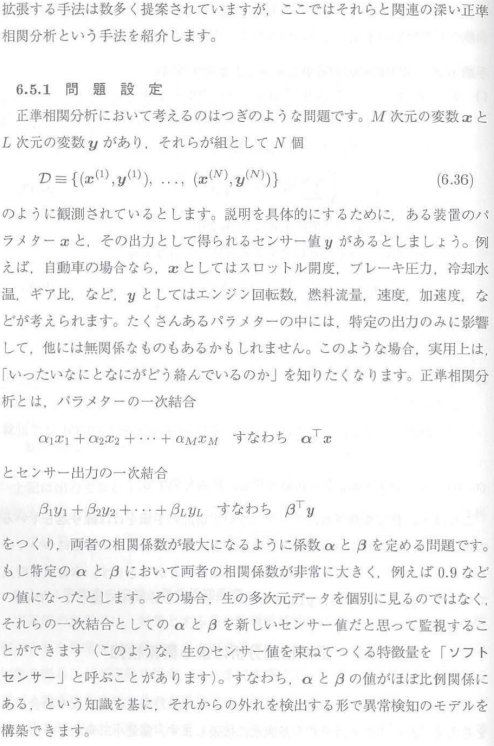 拡張する手法は数多く提案されていますが，ここではそれらと関連の深い正準
相関分析という手法を紹介します。
6.5.1 問 題 設 定
正準相関分析において考えるのはつぎのような問題です。M 次元の変数 x と
L 次元の変数 y があり，それらが組として N 個
D ≡ {(x^(1), y^(1)), …, (x^(N), y^(N))} (6.36)
のように観測されているとします。説明を具体的にするために，ある装置のパ
ラメター x と，その出力として得られるセンサー値 y があるとしましょう。例
えば，自動車の場合なら，x としてはスロットル開度，ブレーキ圧力，冷却水
温，ギア比，など，y としてはエンジン回転数，燃料流量，速度，加速度，な
どが考えられます。たくさんあるパラメターの中には，特定の出力のみに影響
して，他には無関係なものもあるかもしれません。このような場合，実用上は，
「いったいなにとなにがどう絡んでいるのか」を知りたくなります。正準相関分
析とは，パラメターの一次結合
α₁x₁ + α₂x₂ + ⋯ + α_M x_M すなわち α^⊤x
とセンサー出力の一次結合
β₁y₁ + β₂y₂ + ⋯ + β_L y_L すなわち β^⊤y
をつくり，両者の相関係数が最大になるように係数 α と β を定める問題です。
もし特定の α と β において両者の相関係数が非常に大きく，例えば 0.9 など
の値になったとします。その場合，生の多次元データを個別に見るのではなく，
それらの一次結合としての α と β を新しいセンサー値だと思って監視するこ
とができます（このような，生のセンサー値を束ねてつくる特徴量を「ソフト
センサー」と呼ぶことがあります）。すなわち，α と β の値がほぼ比例関係に
ある，という知識を基に，それからの外れを検出する形で異常検知のモデルを
構築できます。